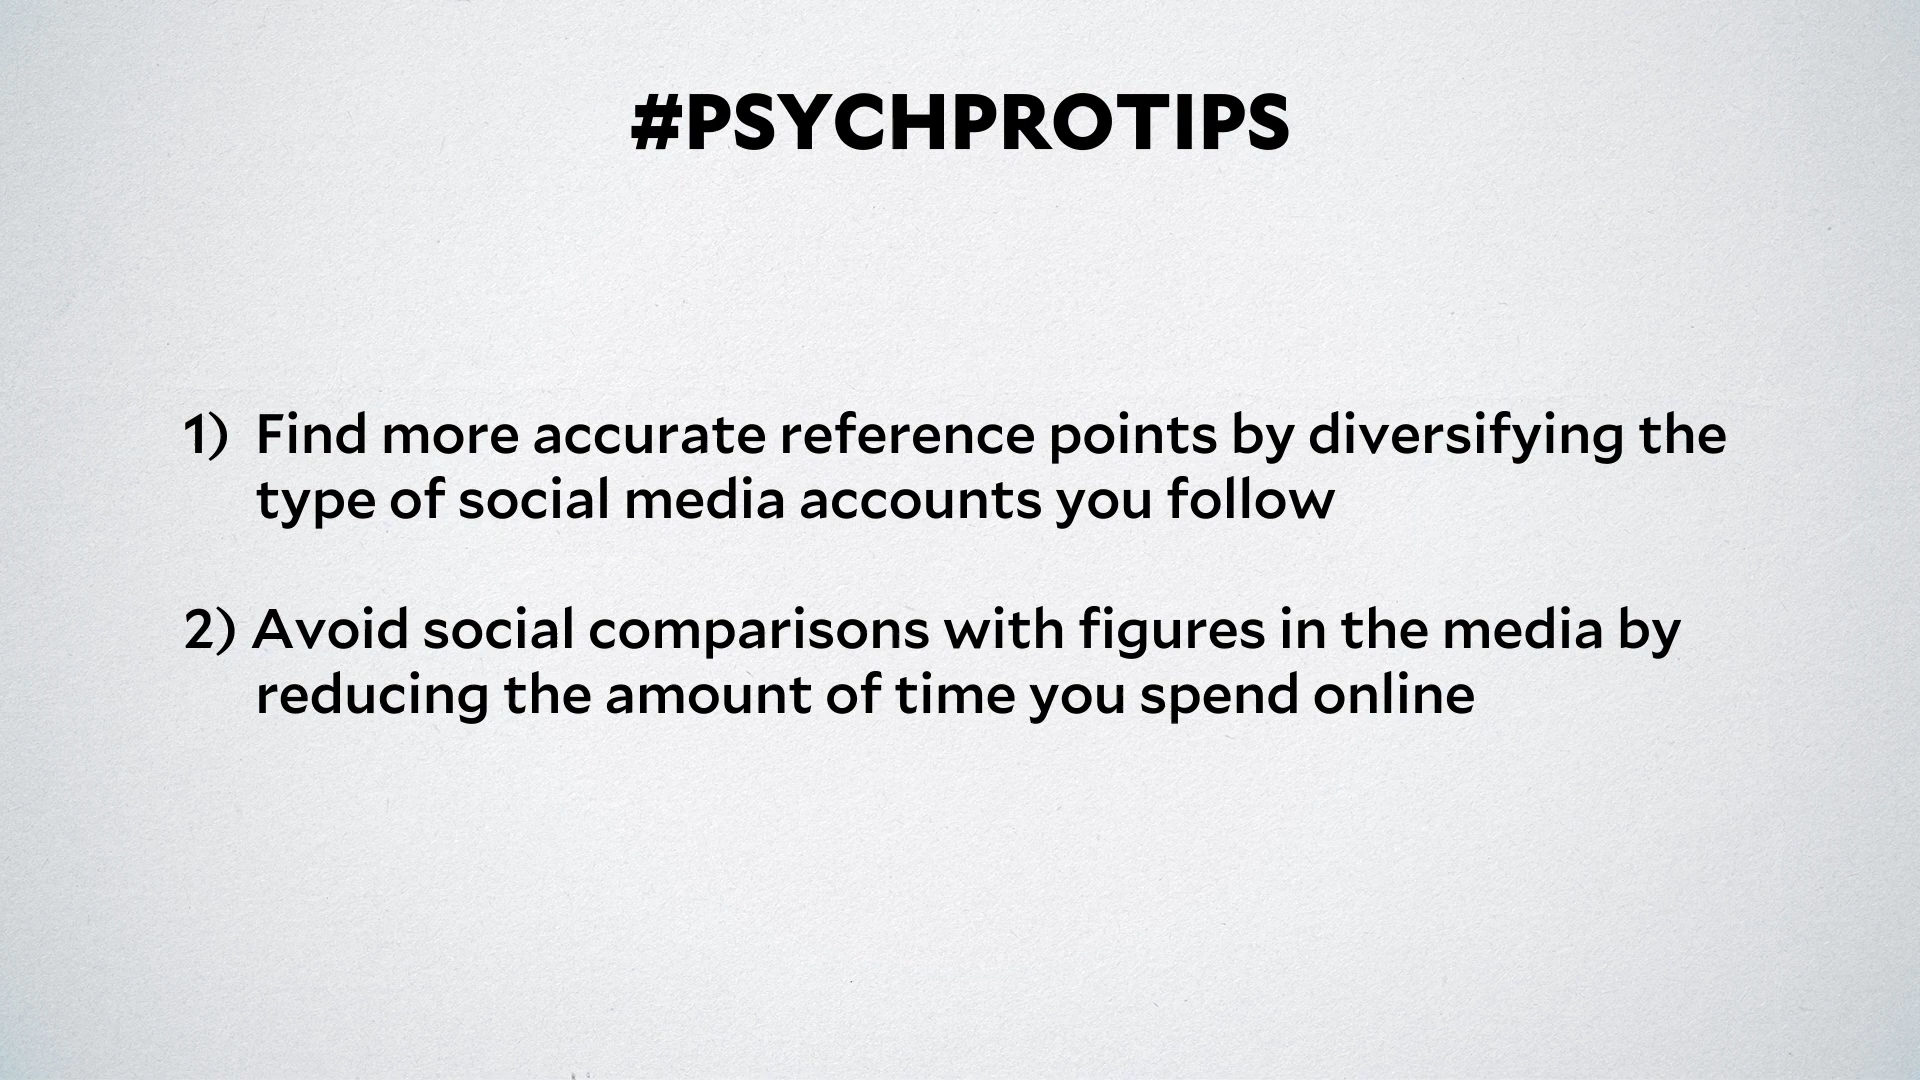 #PSYCHPROTIPS
1) Find more accurate reference points by diversifying the
type of social media accounts you follow
2) Avoid social comparisons with figures in the media by
reducing the amount of time you spend online